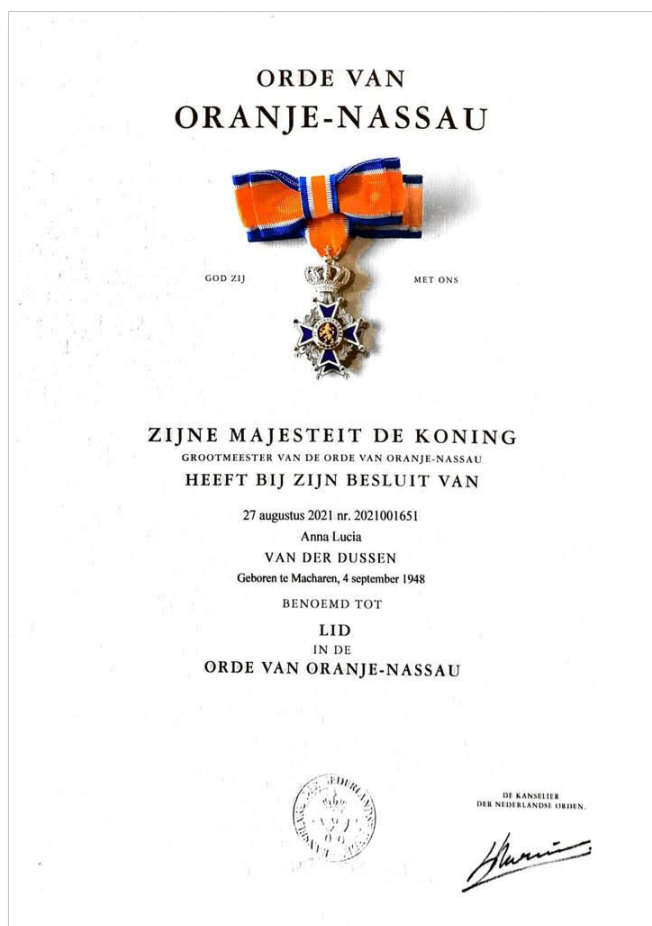 ORDE VAN
ORANJE-NASSAU
GOD ZIJ MET ONS
ZIJNE MAJESTEIT DE KONING
GROOTMEESTER VAN DE ORDE VAN ORANJE-NASSAU
HEEFT BIJ ZIJN BESLUIT VAN
27 augustus 2021 nr. 2021001651
Anna Lucia
VAN DER DUSSEN
Geboren te Macharen, 4 september 1948
BENOEMD TOT
LID
IN DE
ORDE VAN ORANJE-NASSAU
DE KANSELIER
DER NEDERLANDSE ORDEN.